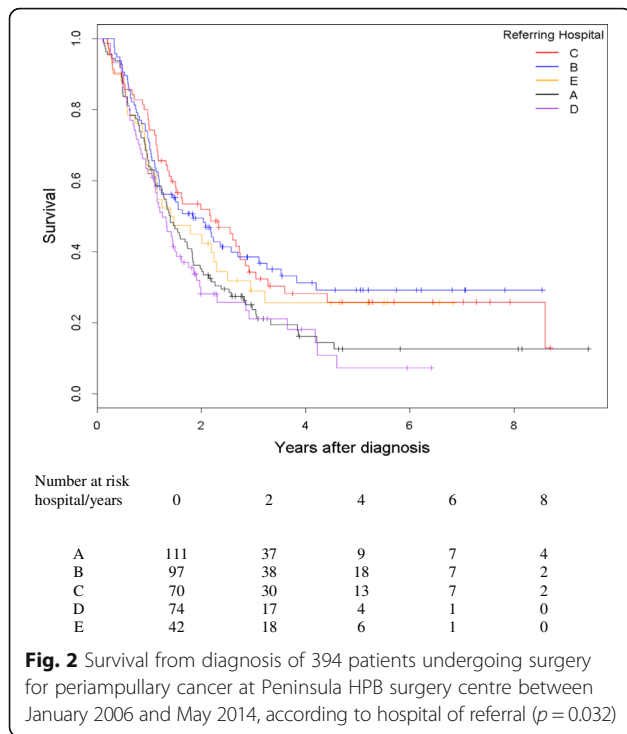 Referring Hospital
C
B
E
A
D
1.0
0.8
0.6
0.4
0.2
0.0
Survival
0 2 4 6 8
Years after diagnosis
Number at risk
hospital/years 0 2 4 6 8
A 111 37 9 7 4
B 97 38 18 7 2
C 70 30 13 7 2
D 74 17 4 1 0
E 42 18 6 1 0
Fig. 2 Survival from diagnosis of 394 patients undergoing surgery
for periampullary cancer at Peninsula HPB surgery centre between
January 2006 and May 2014, according to hospital of referral (p = 0.032)